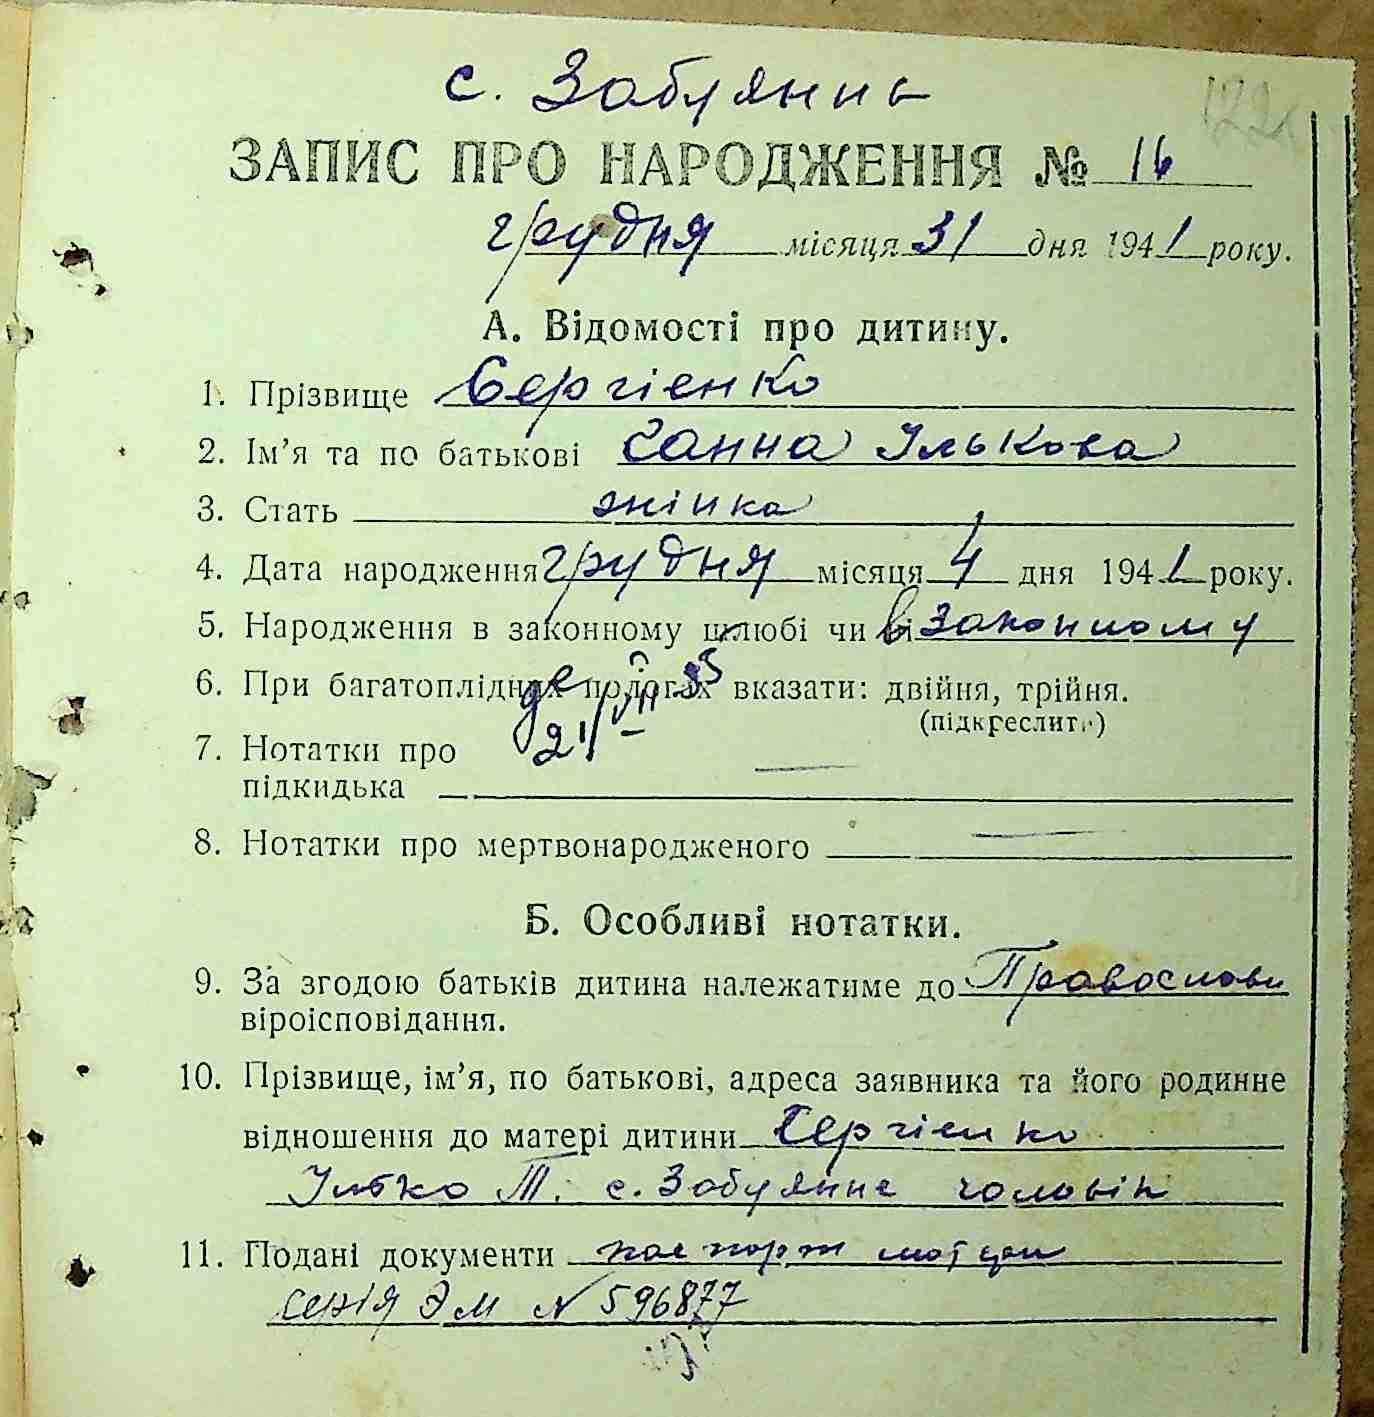 с. Забуяння
ЗАПИС ПРО НАРОДЖЕННЯ № 16
грудня місяця 31 дня 1941 року.
А. Відомості про дитину.
1. Прізвище Сергієнко
2. Ім'я та по батькові Ганна Ількова
3. Стать жінка
4. Дата народження грудня місяця 4 дня 1941 року.
5. Народження в законному шлюбі чи ві законному
6. При багатоплідних пологах вказати: двійня, трійня.
(підкреслити)
7. Нотатки про
підкидька
8. Нотатки про мертвонародженого
Б. Особливі нотатки.
9. За згодою батьків дитина належатиме до Православн
віроісповідання.
10. Прізвище, ім'я, по батькові, адреса заявника та його родинне
відношення до матері дитини Сергієнко
Ілько Т. с. Забуянне чоловік
11. Подані документи паспорт
серія ЭМ N 596877